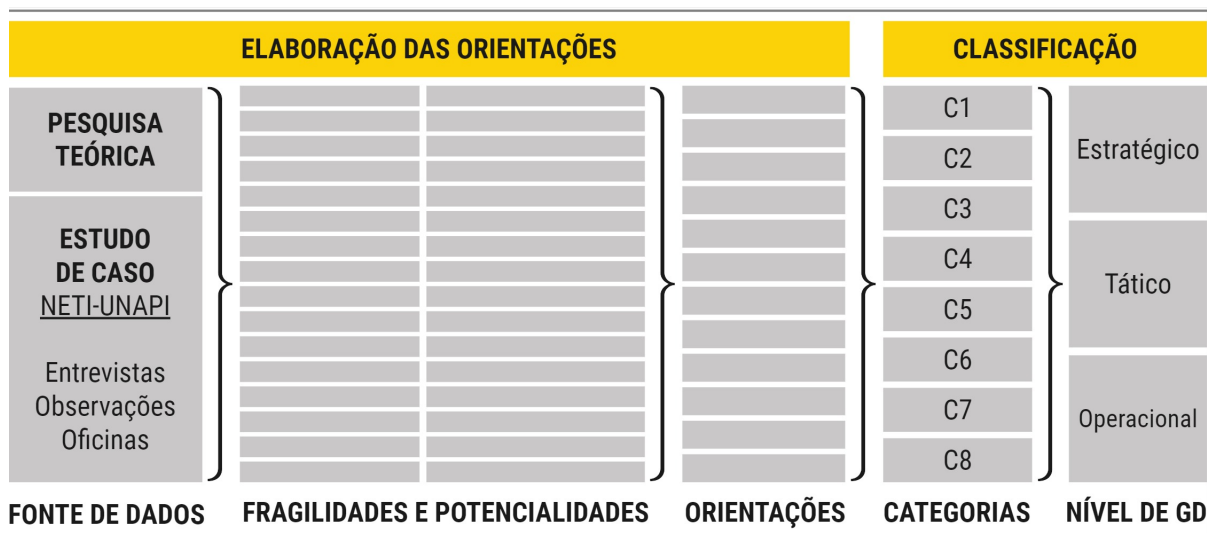 ELABORAÇÃO DAS ORIENTAÇÕES
CLASSIFICAÇÃO
PESQUISA
TEÓRICA
ESTUDO
DE CASO
NETI-UNAPI
Entrevistas
Observações
Oficinas
C1
C2
C3
C4
C5
C6
C7
C8
Estratégico
Tático
Operacional
FONTE DE DADOS
FRAGILIDADES E POTENCIALIDADES
ORIENTAÇÕES
CATEGORIAS
NÍVEL DE GD